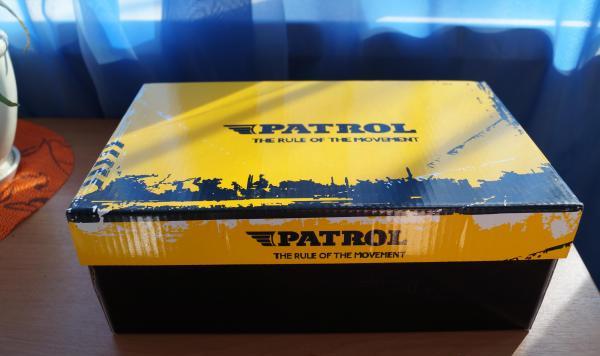 PATROL
THE RULE OF THE MOVEMENT
PATROL
THE RULE OF THE MOVEMENT